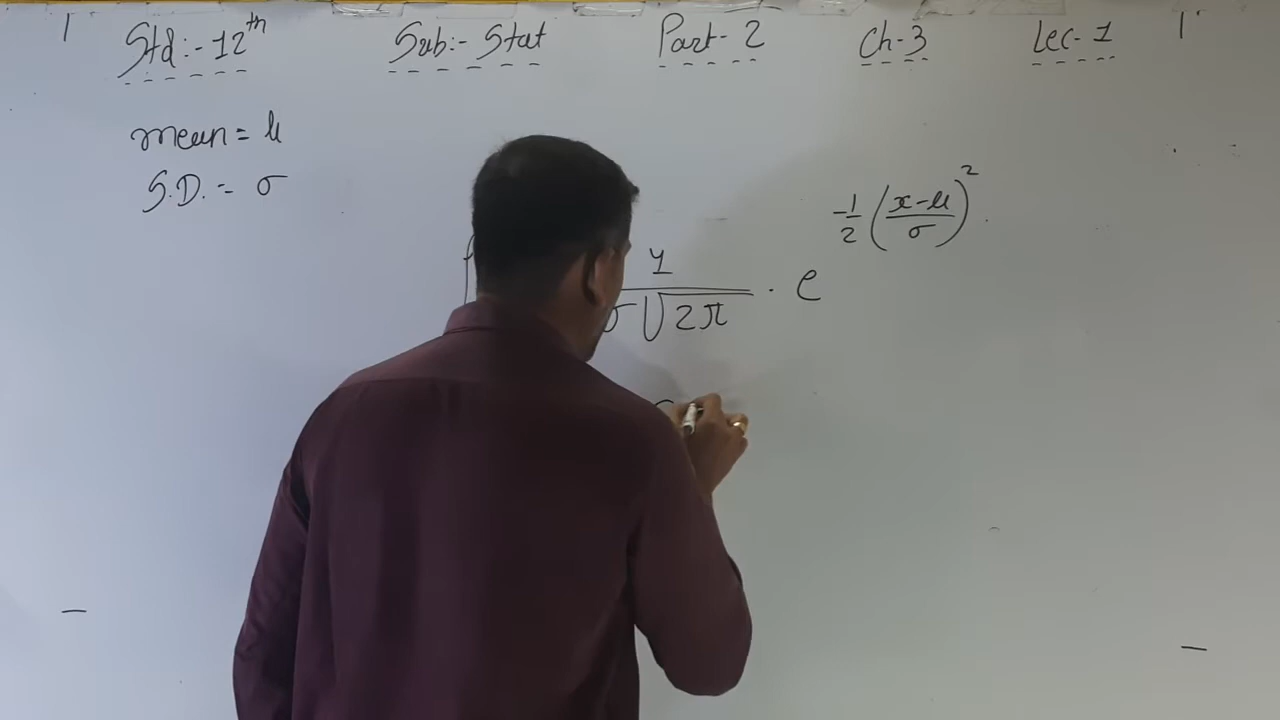 Std:- 12th Sub:- Stat Part- 2 Ch-3 Lec-1
mean = μ
S.D. = σ
1 / σ√2π · e -1/2 (x-μ / σ)²